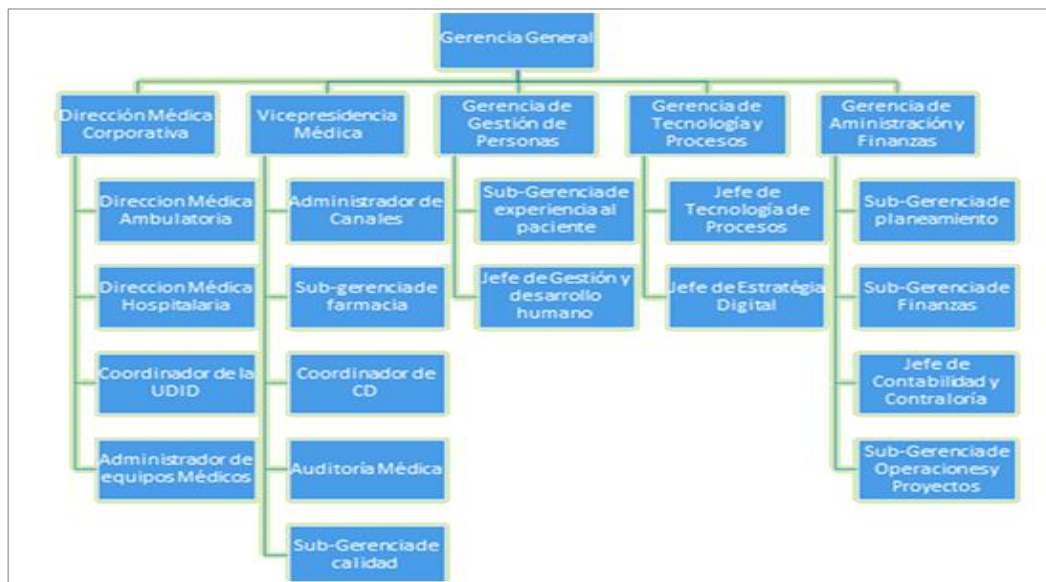 Gerencia General
Dirección Médica
Corporativa
Vicepresidencia
Médica
Gerencia de
Gestión de
Personas
Gerencia de
Tecnología y
Procesos
Gerencia de
Aministración y
Finanzas
Direccion Médica
Ambulatoria
Direccion Médica
Hospitalaria
Coordinador de la
UDID
Administrador de
equipos Médicos
Administrador de
Canales
Sub-gerencia de
farmacia
Coordinador de
CD
Auditoría Médica
Sub-Gerencia de
calidad
Sub-Gerencia de
experiencia al
paciente
Jefe de Gestión y
desarrollo
humano
Jefe de
Tecnología de
Procesos
Jefe de Estratégia
Digital
Sub-Gerencia de
planeamiento
Sub-Gerencia de
Finanzas
Jefe de
Contabilidad y
Contraloría
Sub-Gerencia de
Operaciones y
Proyectos